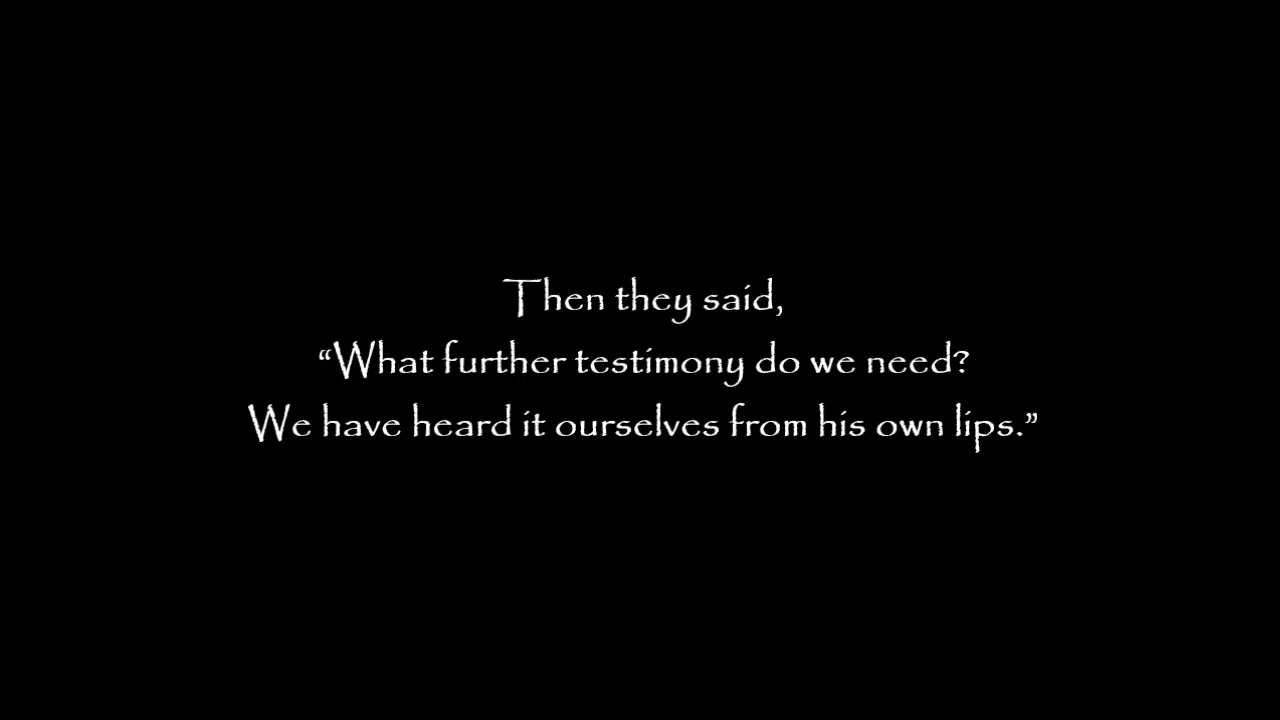 Then they said,
“What further testimony do we need?
We have heard it ourselves from his own lips.”